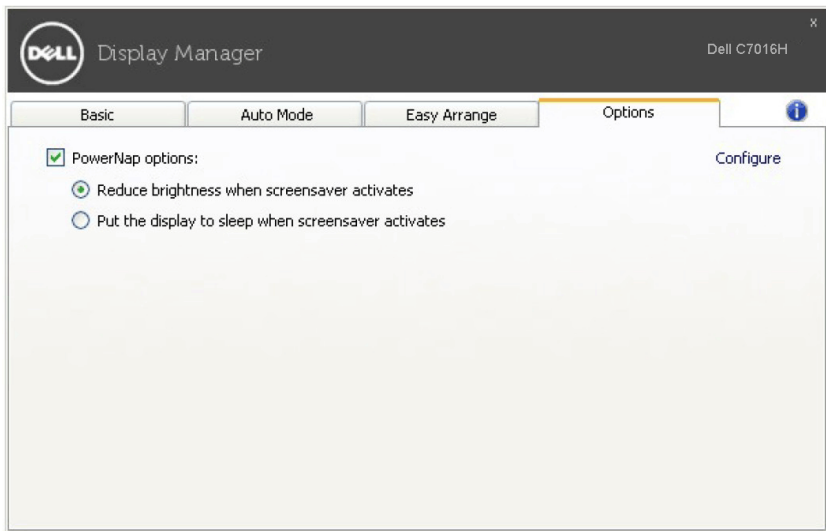 x
DELL Display Manager Dell C7016H
Basic Auto Mode Easy Arrange Options i
PowerNap options: Configure
Reduce brightness when screensaver activates
Put the display to sleep when screensaver activates